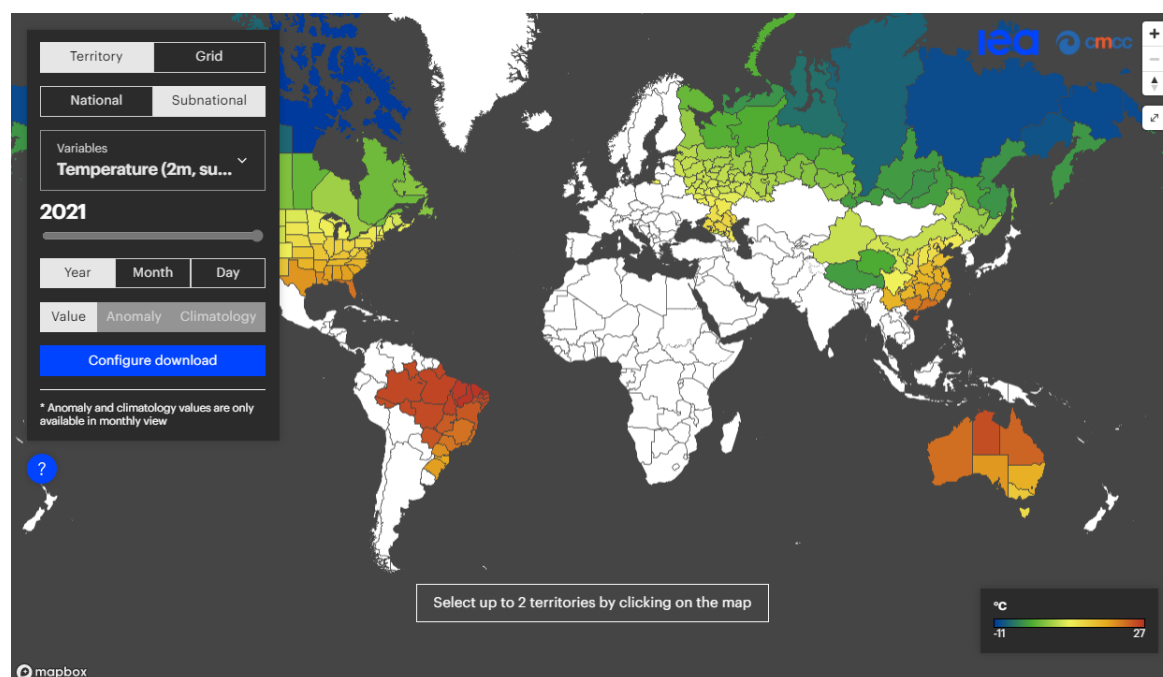 Territory
Grid
National
Subnational
Variables
Temperature (2m, su...
2021
Year
Month
Day
Value
Anomaly
Climatology
Configure download
* Anomaly and climatology values are only
available in monthly view
?
iea
cmcc
+
−
Select up to 2 territories by clicking on the map
°C
-11
27
mapbox